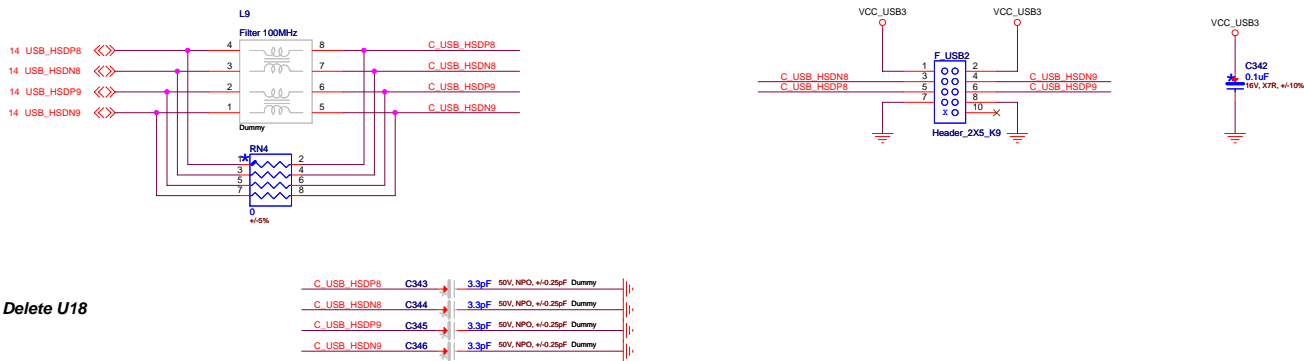 L9
Filter 100MHz
14 USB_HSDP8 4 8 C_USB_HSDP8
14 USB_HSDN8 3 7 C_USB_HSDN8
14 USB_HSDP9 2 6 C_USB_HSDP9
14 USB_HSDN9 1 5 C_USB_HSDN9
Dummy
RN4
1 2
3 4
5 6
7 8
0
+/-5%
VCC_USB3 VCC_USB3
F_USB2
1 2
C_USB_HSDN8 3 4 C_USB_HSDN9
C_USB_HSDP8 5 6 C_USB_HSDP9
7 8
X 10
Header_2X5_K9
VCC_USB3
C342
0.1uF
16V, X7R, +/-10%
Delete U18
C_USB_HSDP8 C343 3.3pF 50V, NPO, +/-0.25pF Dummy
C_USB_HSDN8 C344 3.3pF 50V, NPO, +/-0.25pF Dummy
C_USB_HSDP9 C345 3.3pF 50V, NPO, +/-0.25pF Dummy
C_USB_HSDN9 C346 3.3pF 50V, NPO, +/-0.25pF Dummy